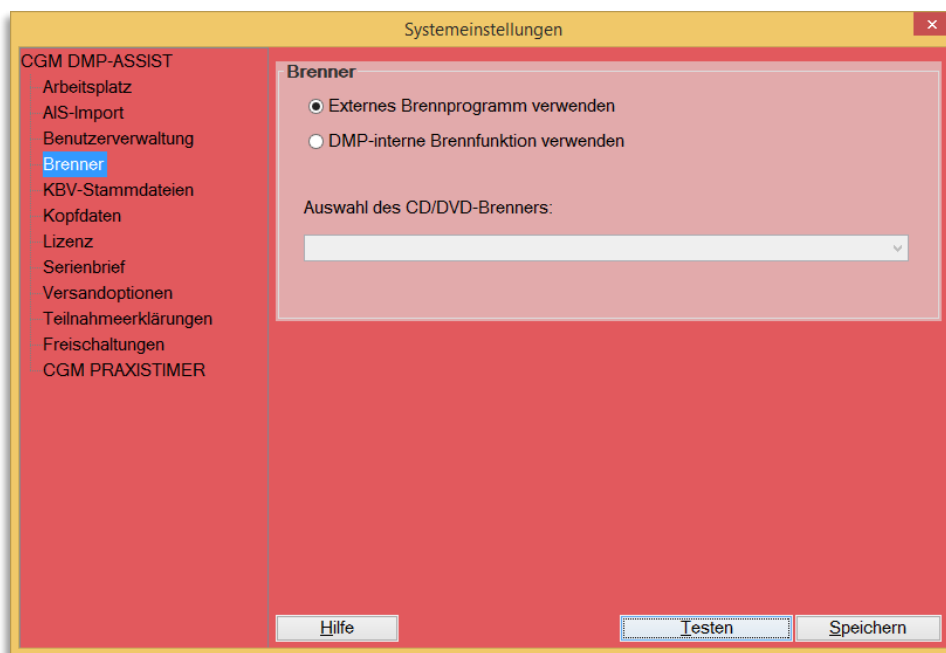 Systemeinstellungen
CGM DMP-ASSIST
Arbeitsplatz
AIS-Import
Benutzerverwaltung
Brenner
KBV-Stammdateien
Kopfdaten
Lizenz
Serienbrief
Versandoptionen
Teilnahmeerklärungen
Freischaltungen
CGM PRAXISTIMER
Brenner
Externes Brennprogramm verwenden
DMP-interne Brennfunktion verwenden
Auswahl des CD/DVD-Brenners:
Hilfe
Testen
Speichern